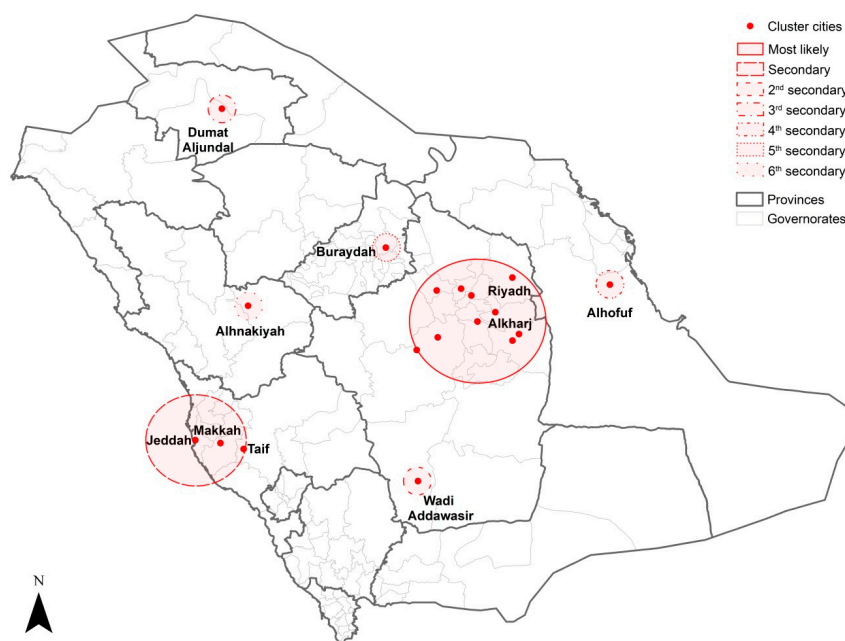 Cluster cities
Most likely
Secondary
2nd secondary
3rd secondary
4th secondary
5th secondary
6th secondary
Provinces
Governorates
Dumat
Aljundal
Buraydah
Riyadh
Alkharj
Alhofuf
Alhnakiyah
Makkah
Jeddah
Taif
Wadi
Addawasir
N